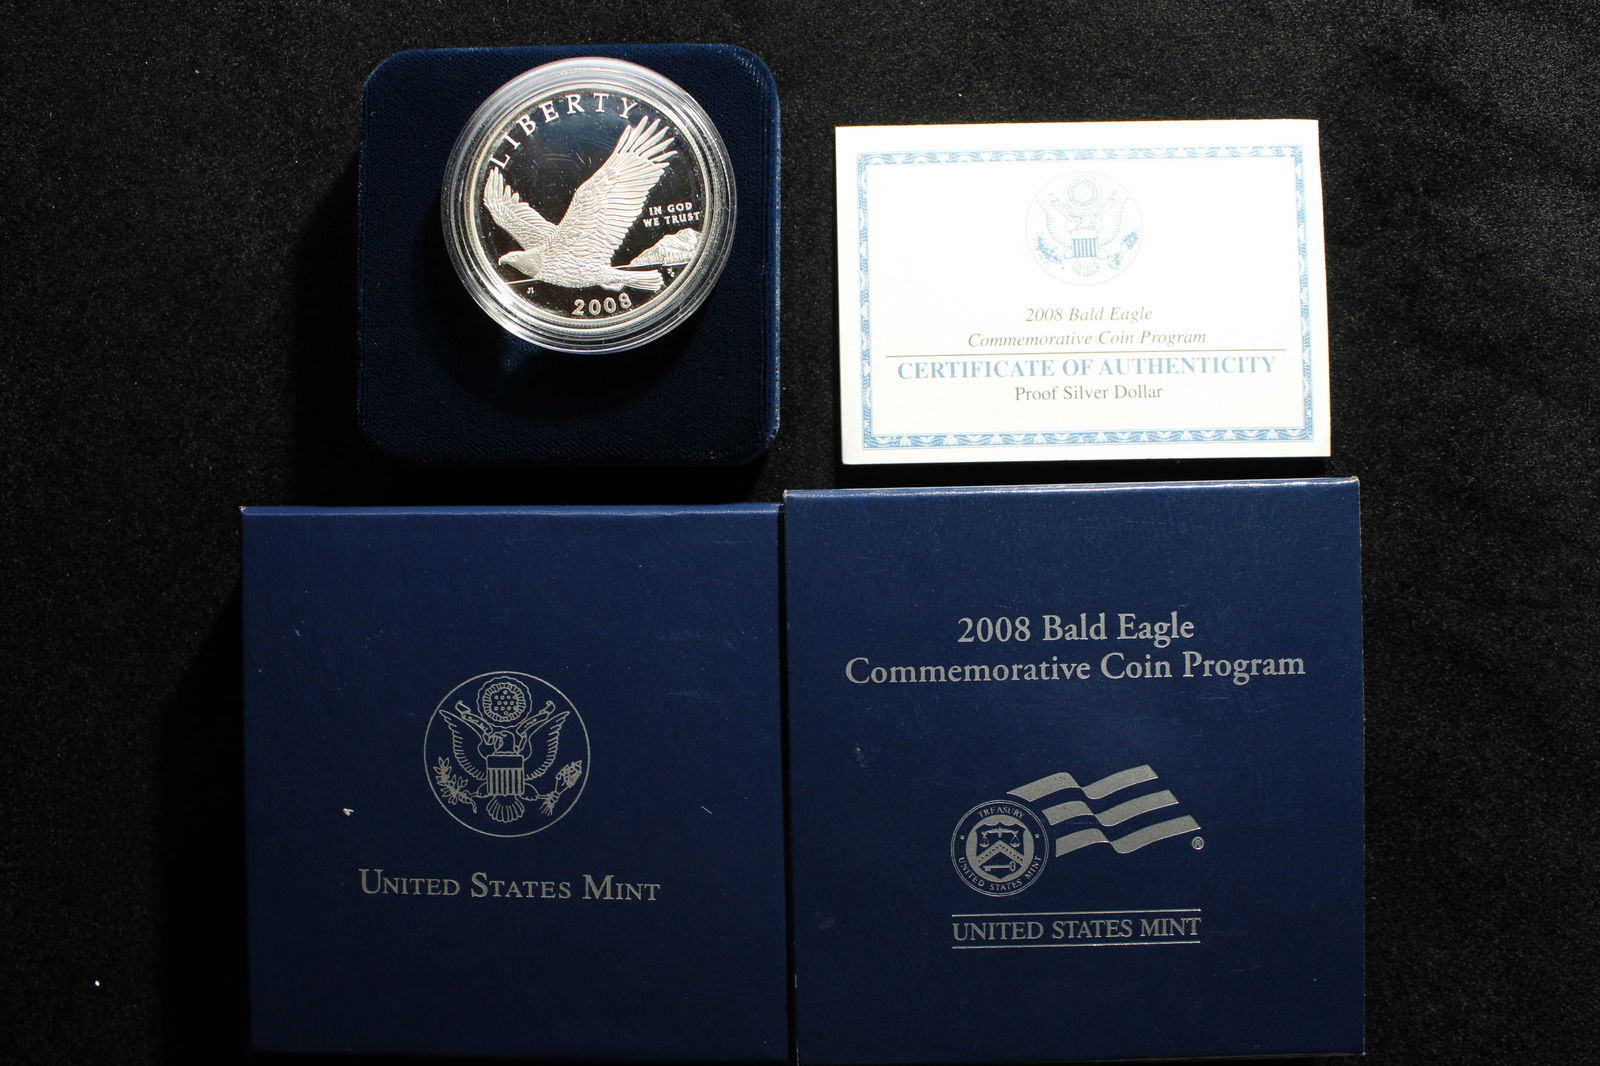 LIBERTY
IN GOD
WE TRUST
JI
2008
2008 Bald Eagle
Commemorative Coin Program
CERTIFICATE OF AUTHENTICITY
Proof Silver Dollar
UNITED STATES MINT
2008 Bald Eagle
Commemorative Coin Program
TREASURY
UNITED STATES MINT
®
UNITED STATES MINT